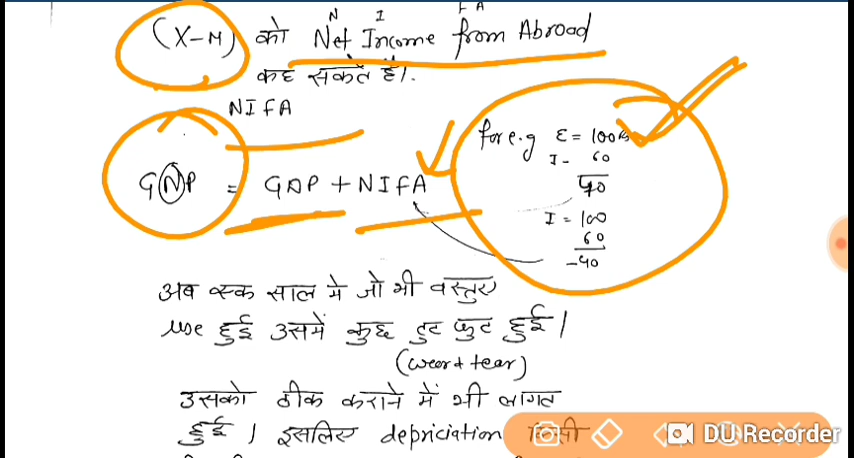 N I F A
(X-M) को Net Income from Abroad
कह सकते है।
NIFA
GNP = GDP + NIFA
for e.g E = 100
I - 60
40
I = 100
60
-40
अब एक साल मे जो भी वस्तुए
use हुई उसमें कुछ टुट फुट हुई।
(wear & tear)
उसको ठीक कराने में भी लागत
हुई। इसलिए depriciation किसी
DU Recorder